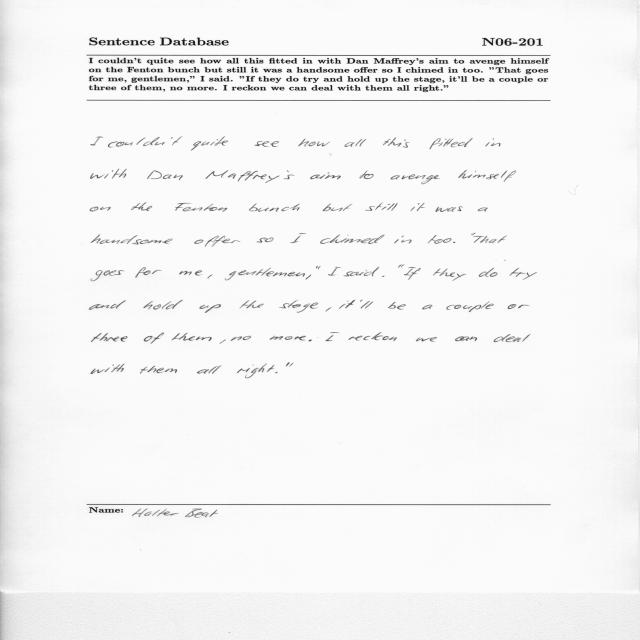 Sentence Database N06-201
I couldn't quite see how all this fitted in with Dan Maffrey's aim to avenge himself
on the Fenton bunch but still it was a handsome offer so I chimed in too. "That goes
for me, gentlemen," I said. "If they do try and hold up the stage, it'll be a couple or
three of them, no more. I reckon we can deal with them all right."
I couldn't quite see how all this fitted in
with Dan Maffrey's aim to avenge himself
on the Fenton bunch but still it was a
handsome offer so I chimed in too. "That
goes for me, gentlemen," I said. "If they do try
and hold up the stage, it'll be a couple or
three of them, no more. I reckon we can deal
with them all right."
Name: Halter Beat